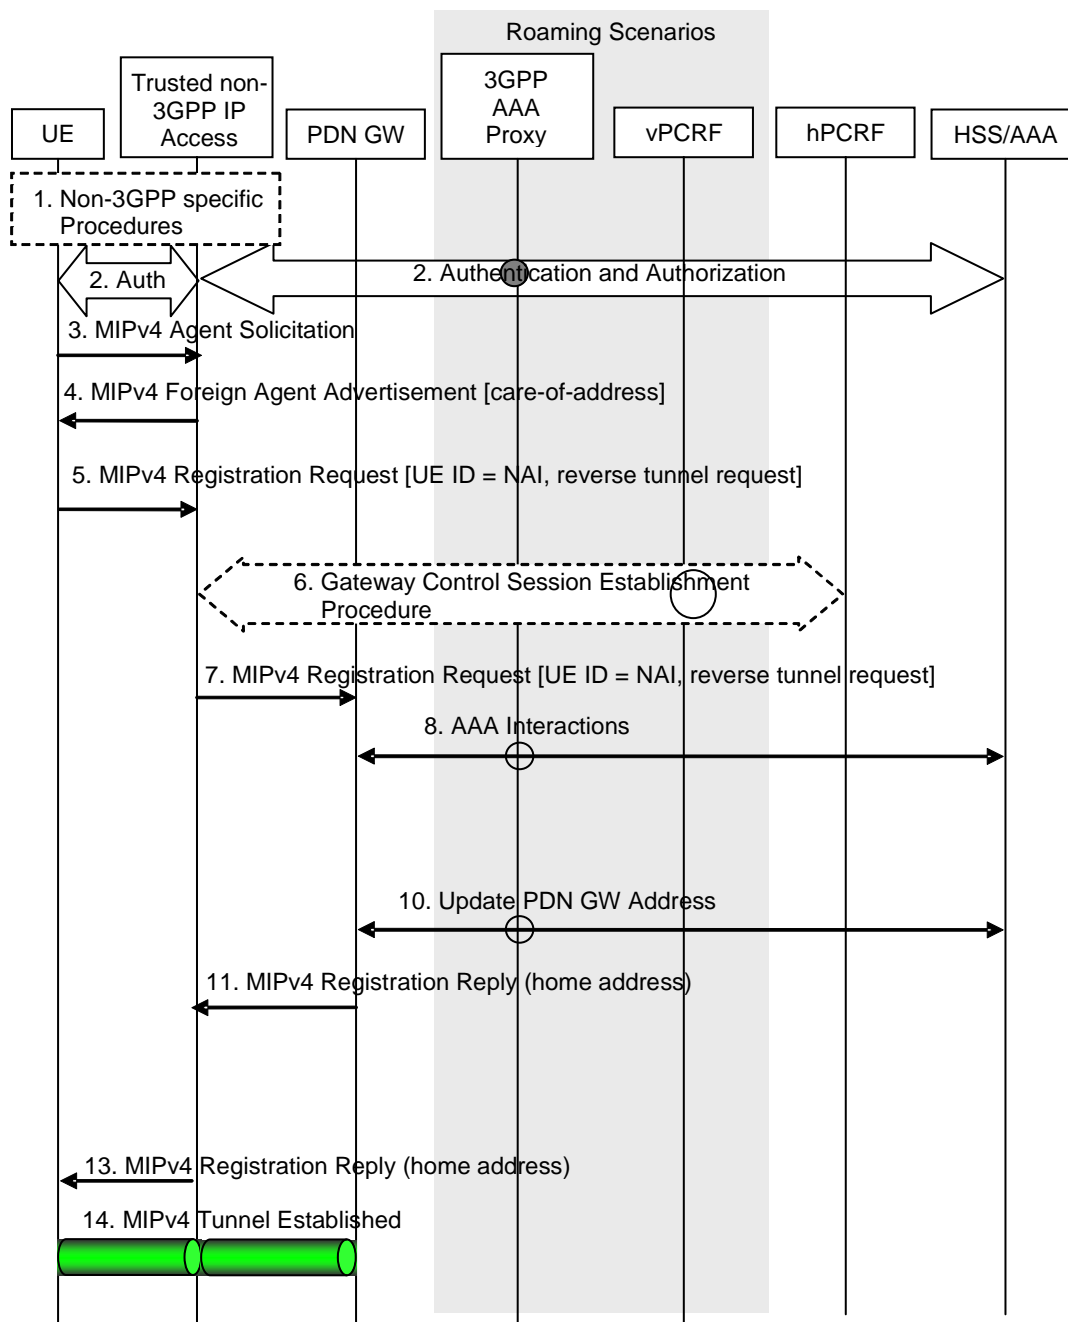 Roaming Scenarios
UE
Trusted non-
3GPP IP
Access
PDN GW
3GPP
AAA
Proxy
vPCRF
hPCRF
HSS/AAA
1. Non-3GPP specific
Procedures
2. Auth
2. Authentication and Authorization
3. MIPv4 Agent Solicitation
4. MIPv4 Foreign Agent Advertisement [care-of-address]
5. MIPv4 Registration Request [UE ID = NAI, reverse tunnel request]
6. Gateway Control Session Establishment
Procedure
7. MIPv4 Registration Request [UE ID = NAI, reverse tunnel request]
8. AAA Interactions
10. Update PDN GW Address
11. MIPv4 Registration Reply (home address)
13. MIPv4 Registration Reply (home address)
14. MIPv4 Tunnel Established